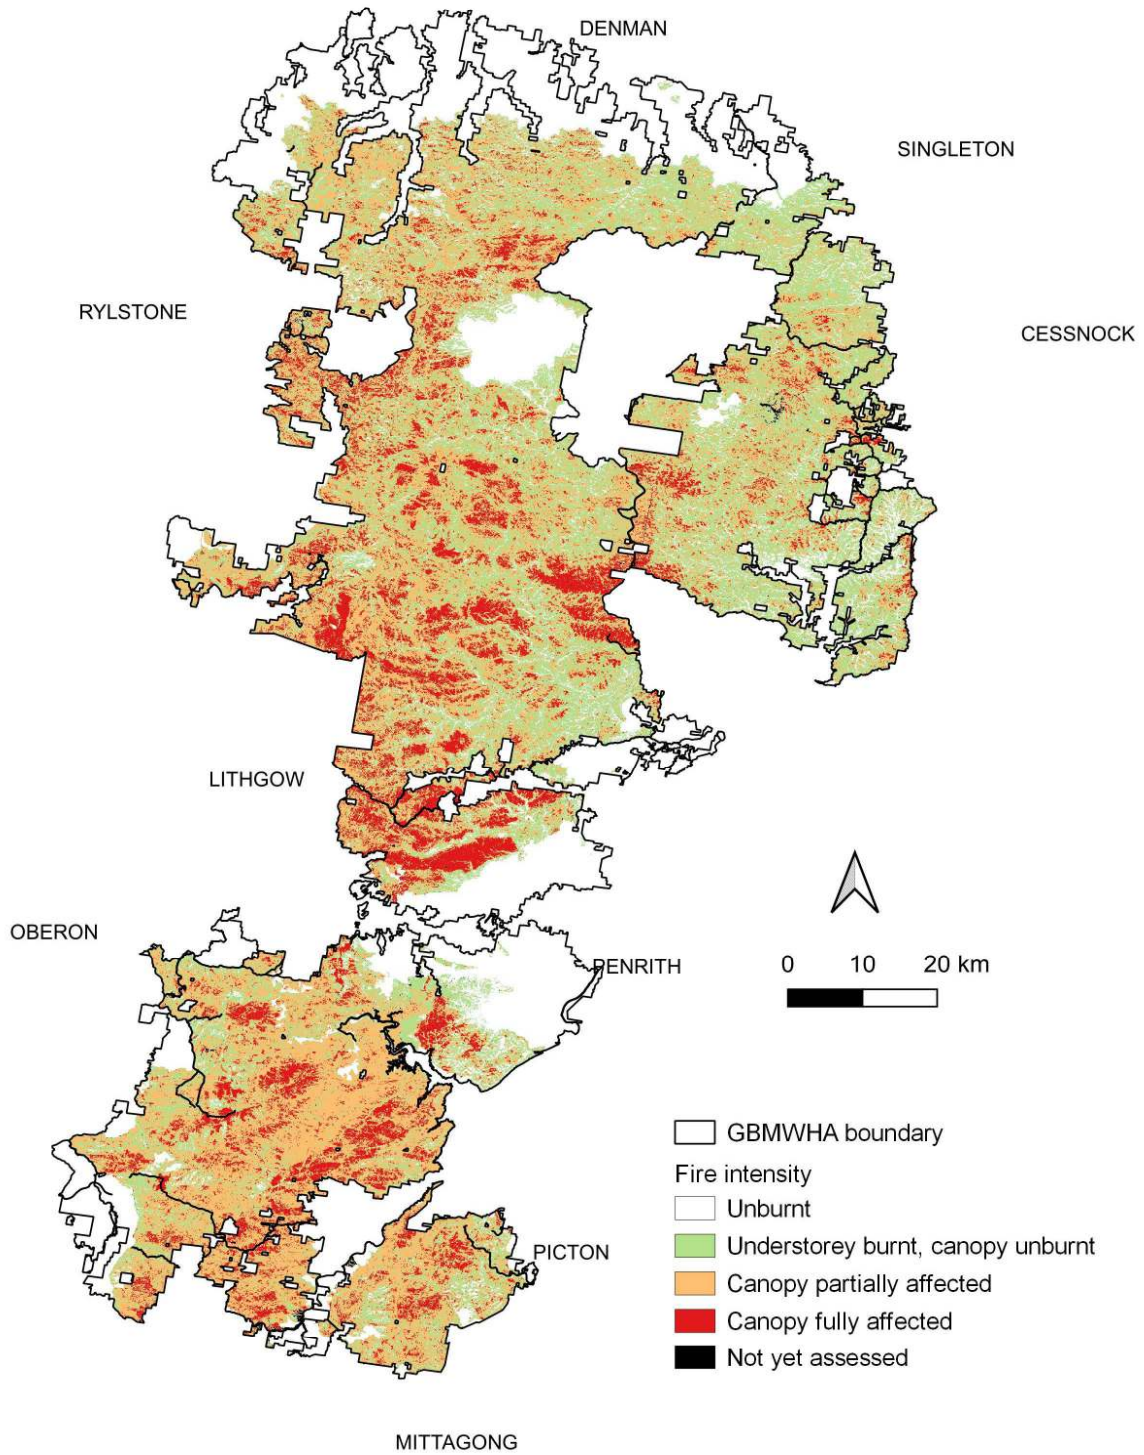 DENMAN
SINGLETON
RYLSTONE
CESSNOCK
LITHGOW
OBERON
PENRITH
0 10 20 km
GBMWHA boundary
Fire intensity
Unburnt
Understorey burnt, canopy unburnt
PICTON
Canopy partially affected
Canopy fully affected
Not yet assessed
MITTAGONG